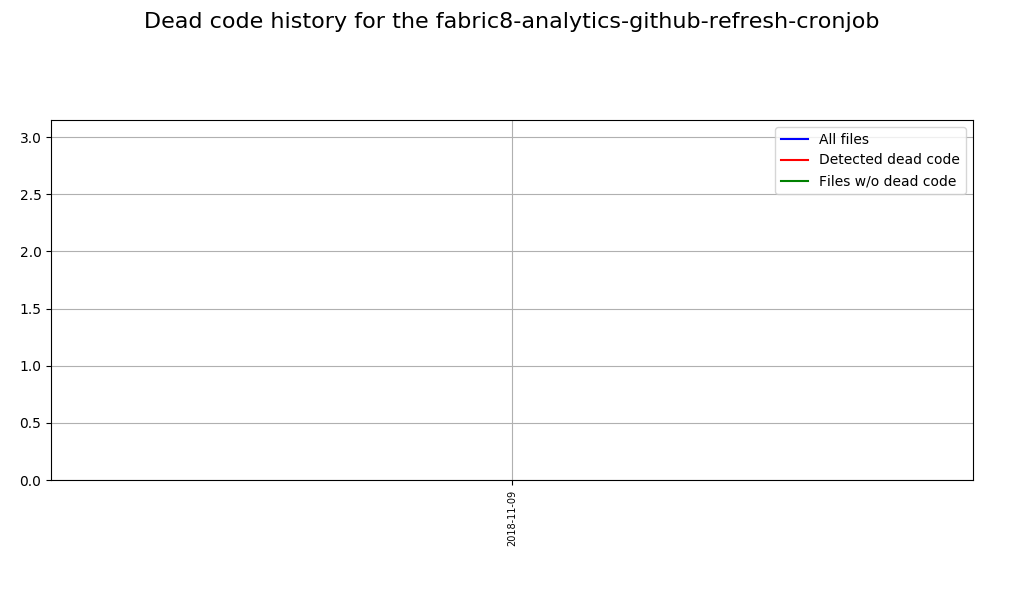 Dead code history for the fabric8-analytics-github-refresh-cronjob
All files
Detected dead code
Files w/o dead code
3.0
2.5
2.0
1.5
1.0
0.5
0.0
2018-11-09